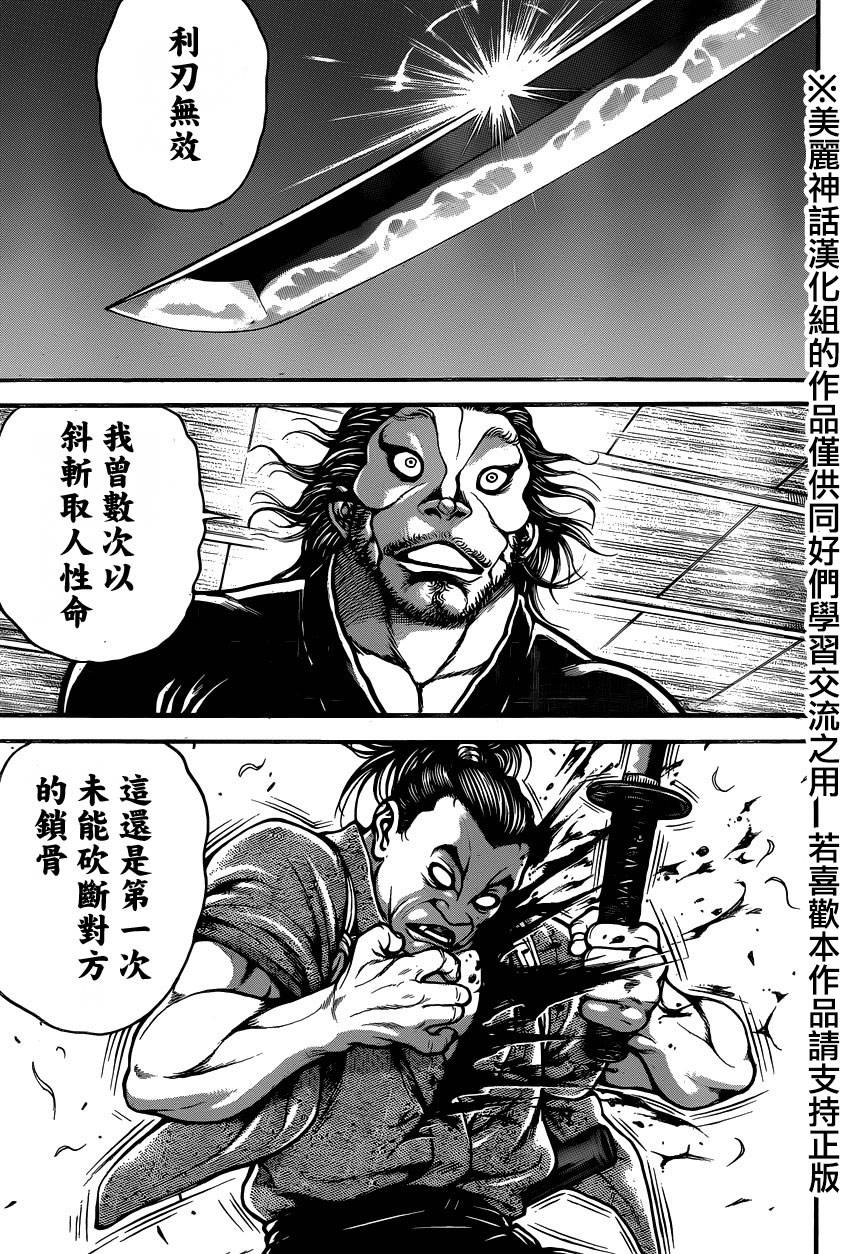 ※美麗神話漢化組的作品僅供同好們學習交流之用—若喜歡本作品請支持正版—
利刃無效
我曾數次以
斜斬取人性命
這還是第一次
未能砍斷對方
的鎖骨